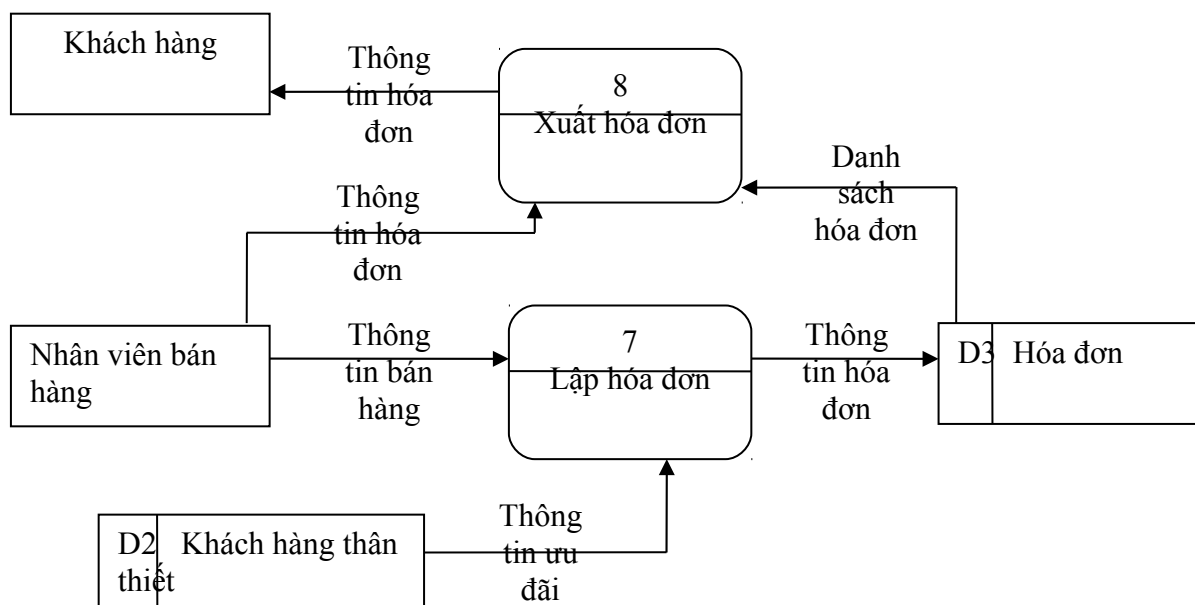 Khách hàng
Thông
tin hóa
đơn
8
Xuất hóa đơn
Danh
sách
hóa đơn
Thông
tin hóa
đơn
Nhân viên bán
hàng
Thông
tin bán
hàng
7
Lập hóa đơn
Thông
tin hóa
đơn
D3 Hóa đơn
D2 Khách hàng thân
thiết
Thông
tin ưu
đãi